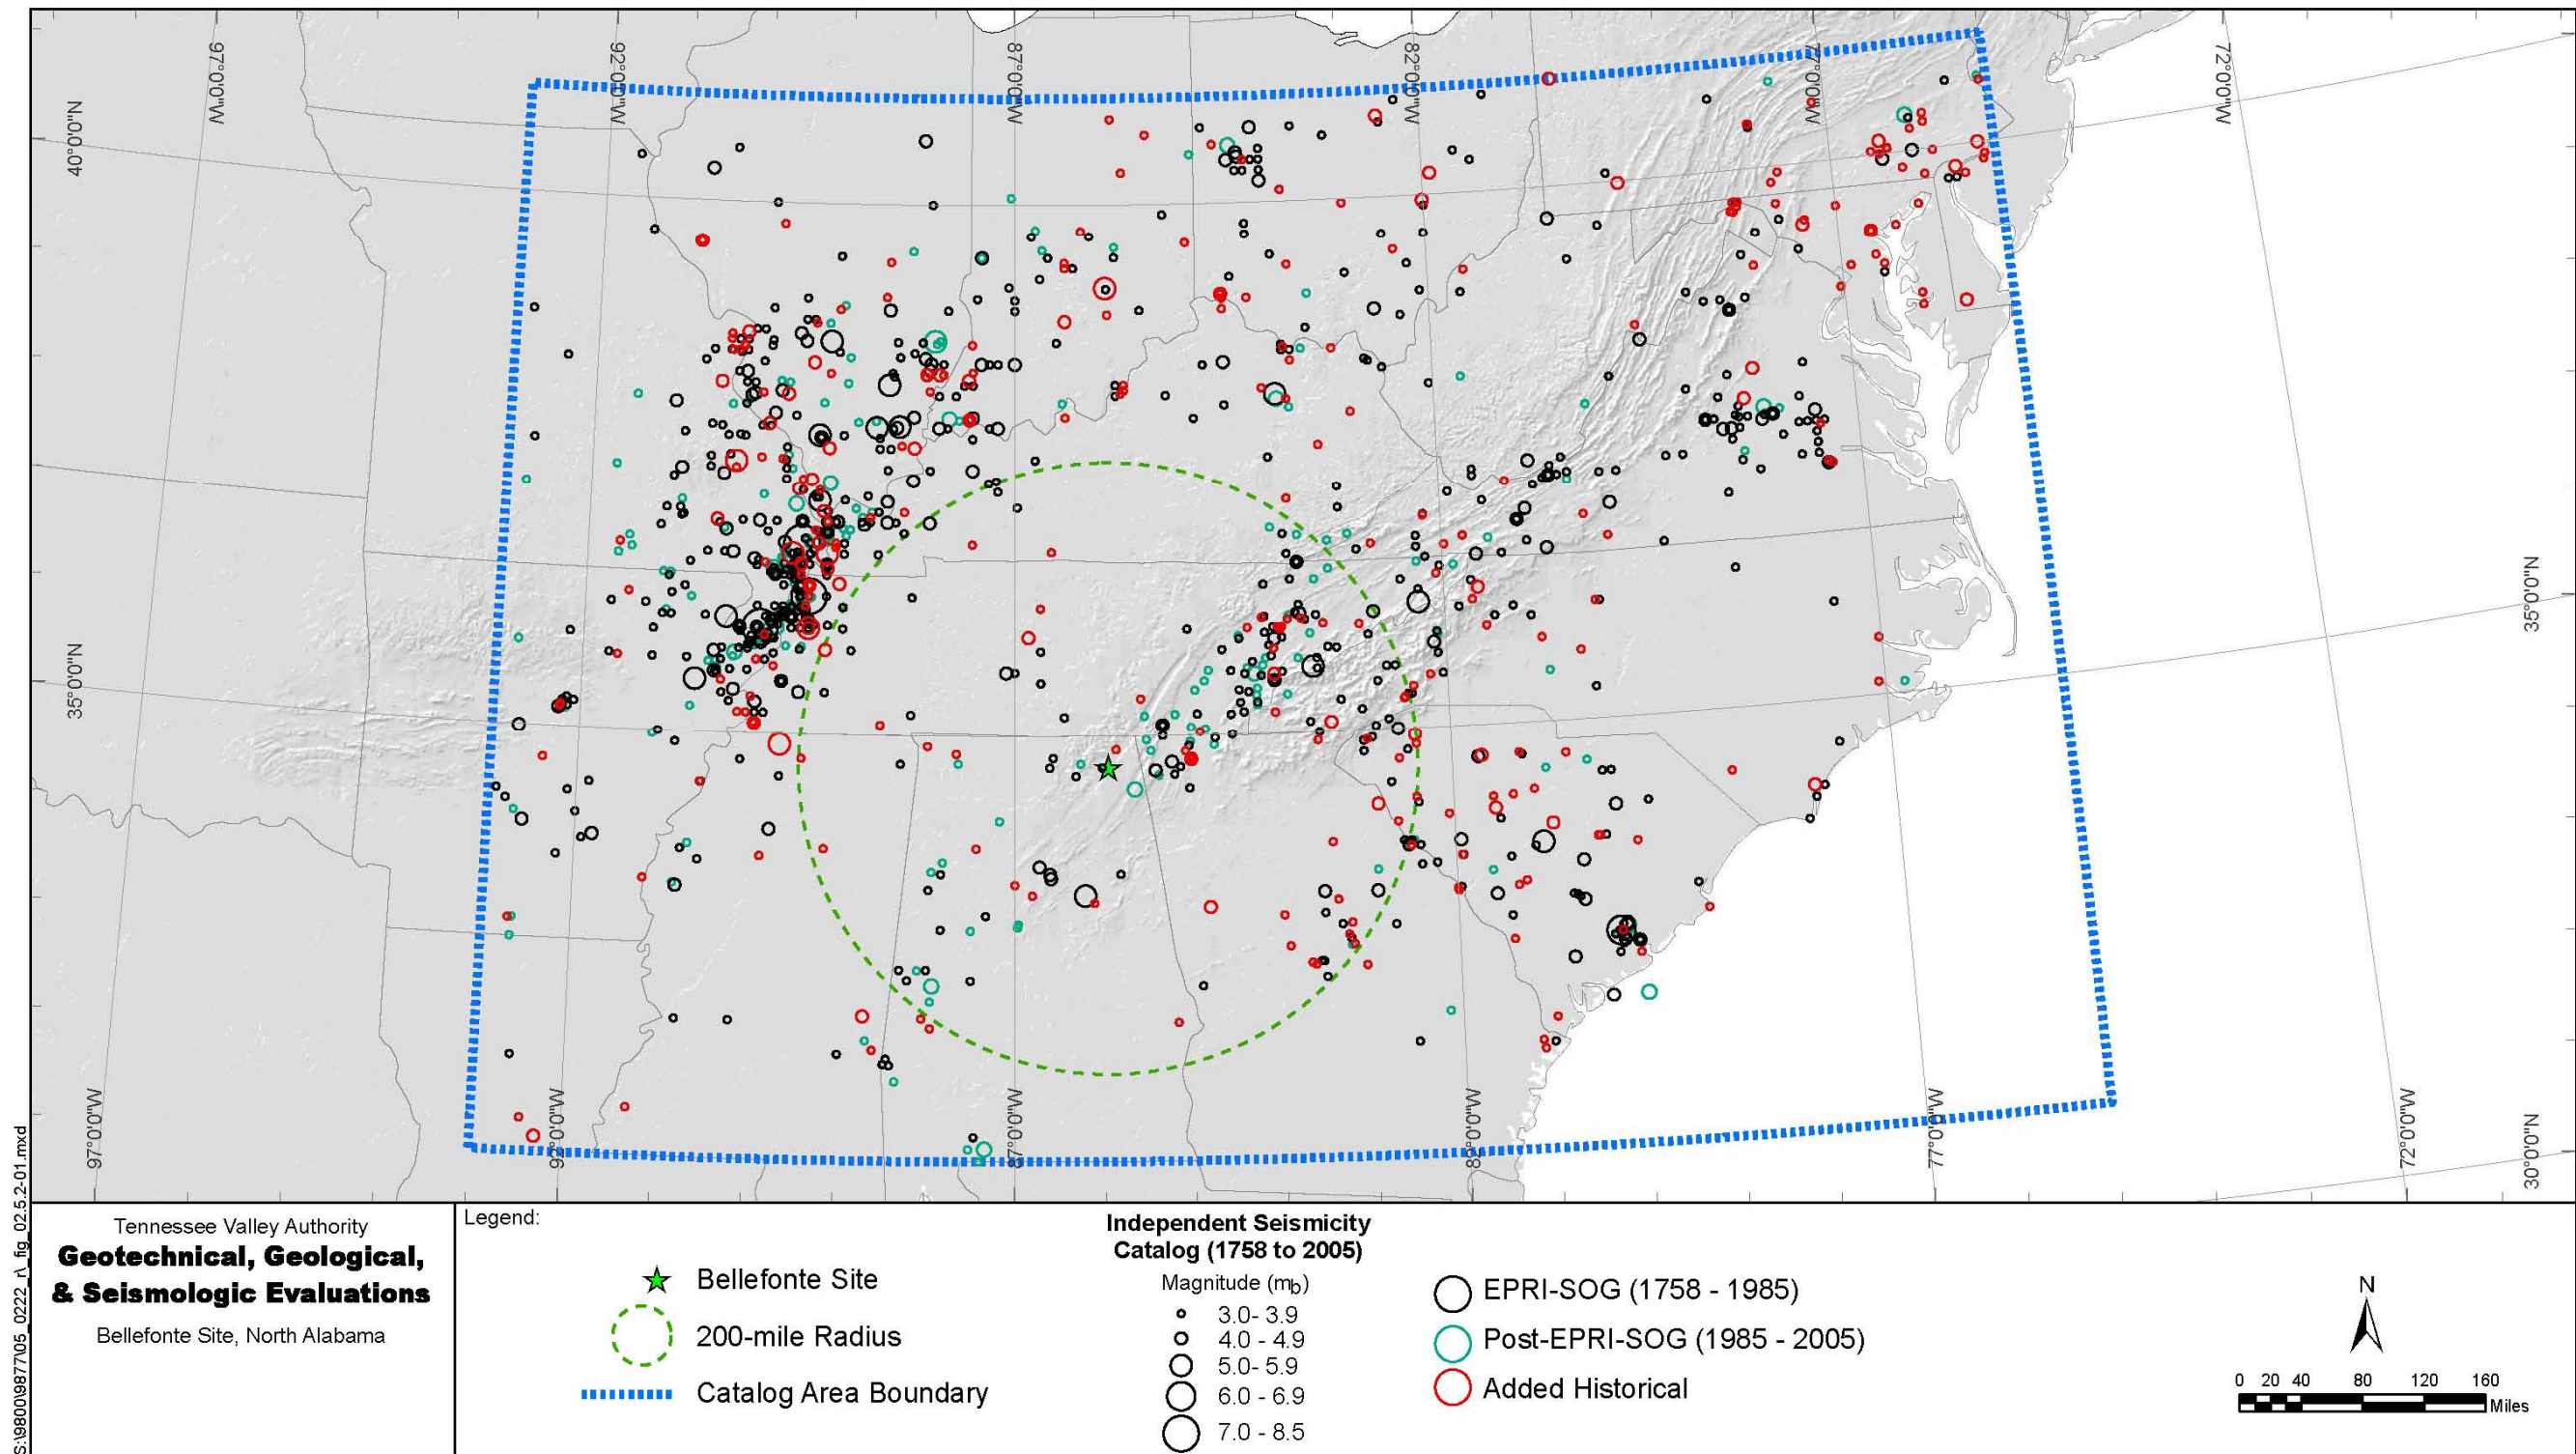 97°0'0"W
92°0'0"W
87°0'0"W
82°0'0"W
77°0'0"W
72°0'0"W
40°0'0"N
35°0'0"N
35°0'0"N
30°0'0"N
97°0'0"W
92°0'0"W
87°0'0"W
82°0'0"W
77°0'0"W
72°0'0"W
Tennessee Valley Authority
Geotechnical, Geological,
& Seismologic Evaluations
Bellefonte Site, North Alabama
Legend:
Bellefonte Site
200-mile Radius
Catalog Area Boundary
Independent Seismicity
Catalog (1758 to 2005)
Magnitude (mb)
3.0- 3.9
4.0 - 4.9
5.0- 5.9
6.0 - 6.9
7.0 - 8.5
EPRI-SOG (1758 - 1985)
Post-EPRI-SOG (1985 - 2005)
Added Historical
N
0 20 40 80 120 160
Miles